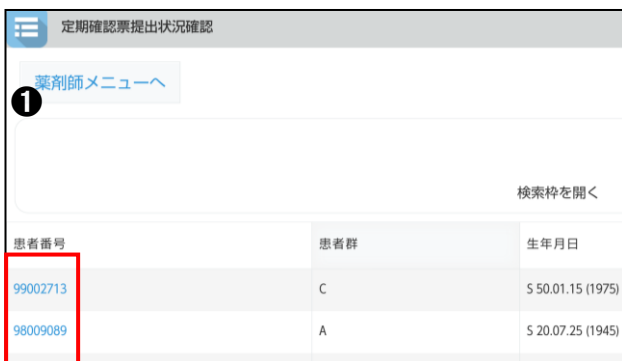 定期確認票提出状況確認
薬剤師メニューへ
❶
検索枠を開く
患者番号 患者群 生年月日
99002713 C S 50.01.15 (1975)
98009089 A S 20.07.25 (1945)